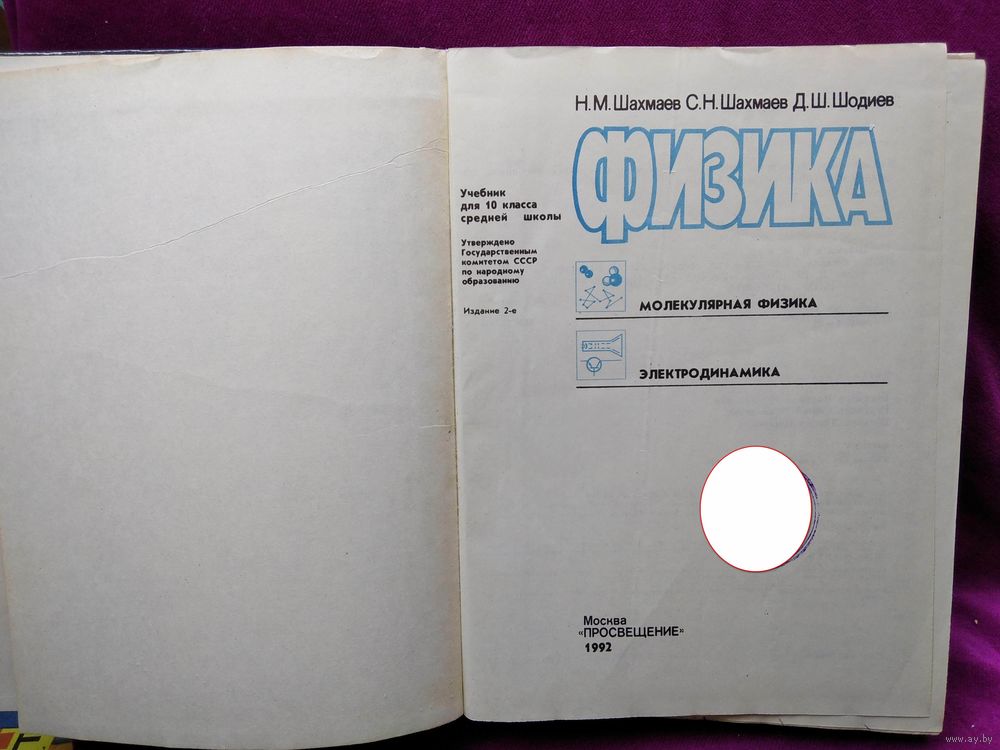 Н.М.Шахмаев С.Н.Шахмаев Д.Ш.Шодиев
ФИЗИКА
Учебник
для 10 класса
средней школы
Утверждено
Государственным
комитетом СССР
по народному
образованию
Издание 2-е
МОЛЕКУЛЯРНАЯ ФИЗИКА
ЭЛЕКТРОДИНАМИКА
Москва
«ПРОСВЕЩЕНИЕ»
1992
www.ay.by